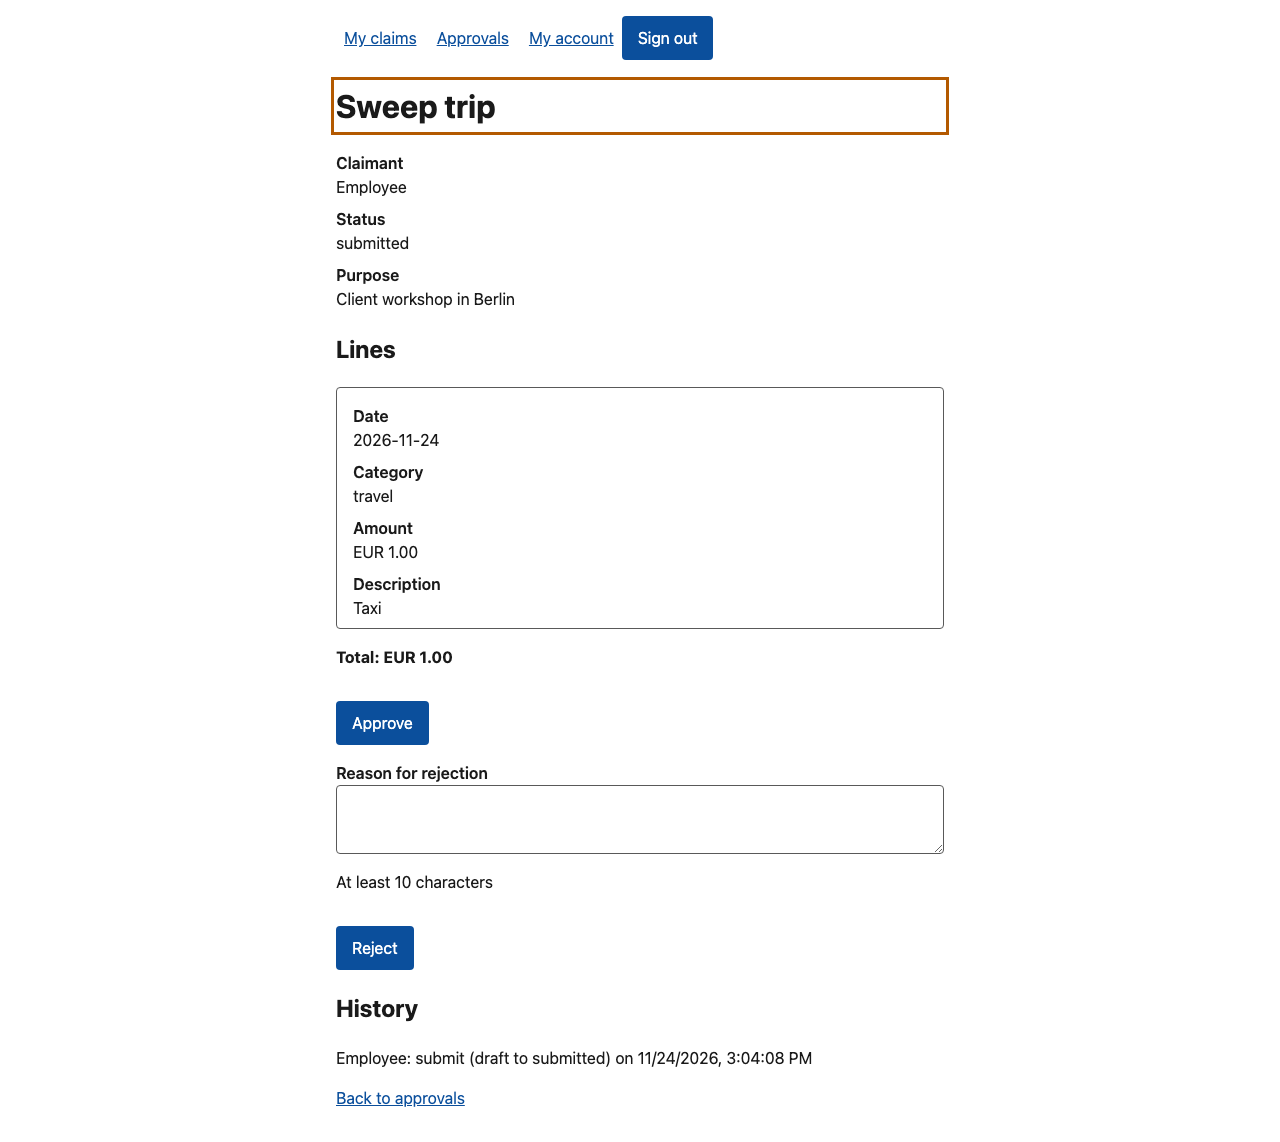 My claims Approvals My account Sign out
Sweep trip
Claimant
Employee
Status
submitted
Purpose
Client workshop in Berlin
Lines
Date
2026-11-24
Category
travel
Amount
EUR 1.00
Description
Taxi
Total: EUR 1.00
Approve
Reason for rejection
At least 10 characters
Reject
History
Employee: submit (draft to submitted) on 11/24/2026, 3:04:08 PM
Back to approvals